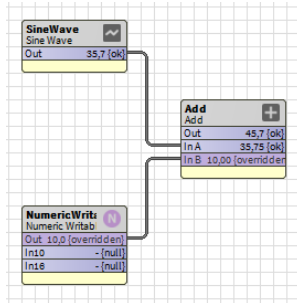 SineWave
Sine Wave
Out 35,7 {ok}
Add
Add
Out 45,7 {ok}
In A 35,75 {ok}
In B 10,00 {overridden
NumericWrita
N
Numeric Writab
Out 10,0 {overridden}
In10 - {null}
In16 - {null}